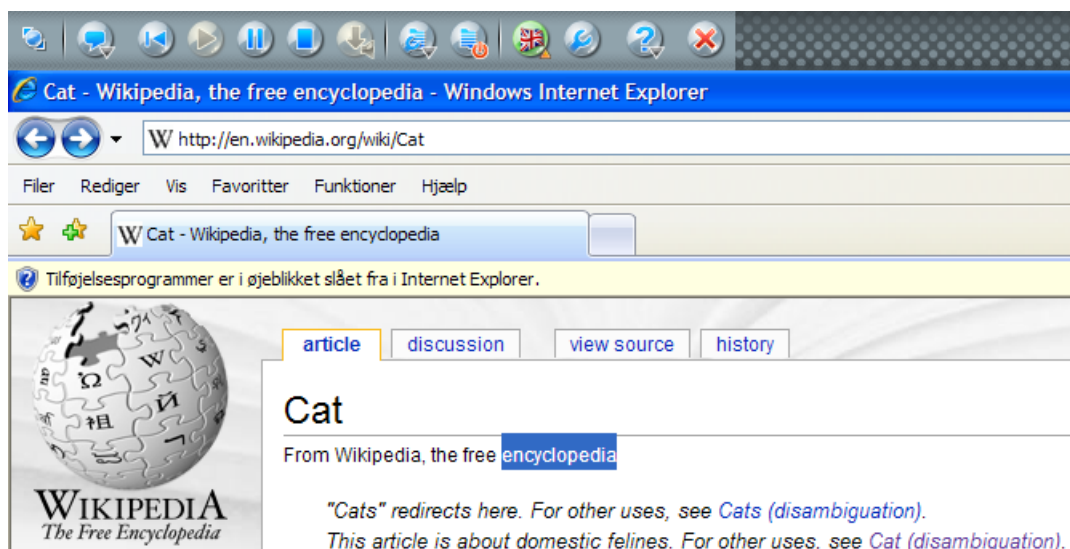 Cat - Wikipedia, the free encyclopedia - Windows Internet Explorer
W http://en.wikipedia.org/wiki/Cat
Filer Rediger Vis Favoritter Funktioner Hjælp
W Cat - Wikipedia, the free encyclopedia
Tilføjelsesprogrammer er i øjeblikket slået fra i Internet Explorer.
article discussion view source history
Ω W И 祖
Cat
From Wikipedia, the free encyclopedia
WIKIPEDIA
The Free Encyclopedia
"Cats" redirects here. For other uses, see Cats (disambiguation).
This article is about domestic felines. For other uses, see Cat (disambiguation).